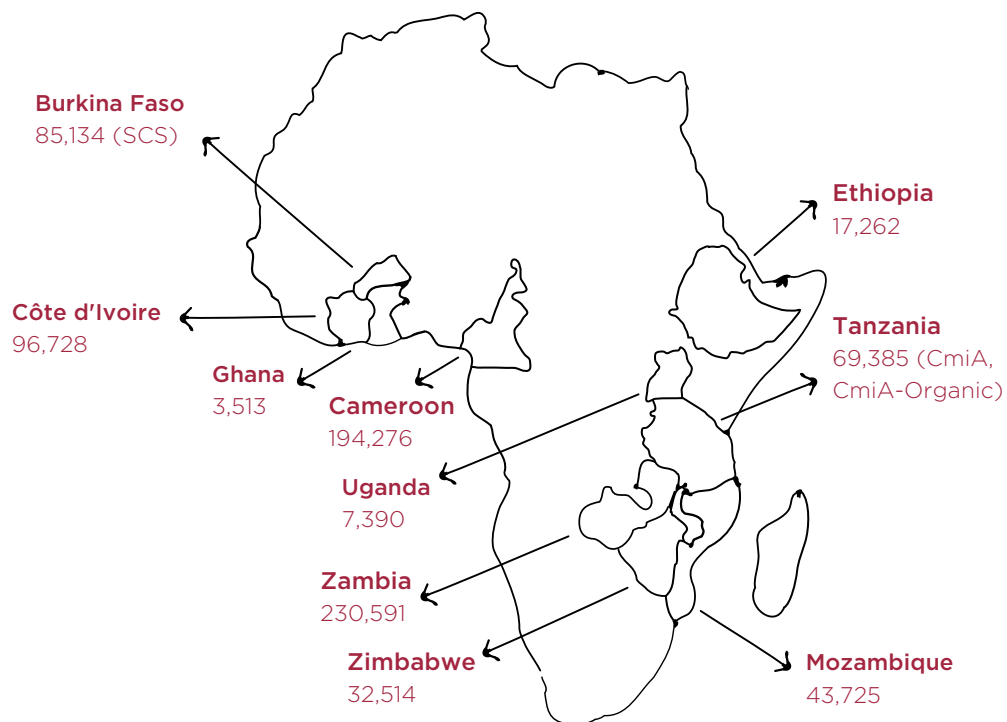 Burkina Faso
85,134 (SCS)
Ethiopia
17,262
Côte d'Ivoire
96,728
Tanzania
69,385 (CmiA,
CmiA-Organic)
Ghana
3,513
Cameroon
194,276
Uganda
7,390
Zambia
230,591
Zimbabwe
32,514
Mozambique
43,725